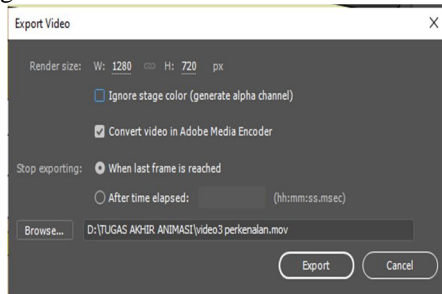 Export Video X
Render size: W: 1280 H: 720 px
Ignore stage color (generate alpha channel)
Convert video in Adobe Media Encoder
Stop exporting: When last frame is reached
After time elapsed: (hh:mm:ss.msec)
Browse... D:\TUGAS AKHIR ANIMASI\video3 perkenalan.mov
Export Cancel